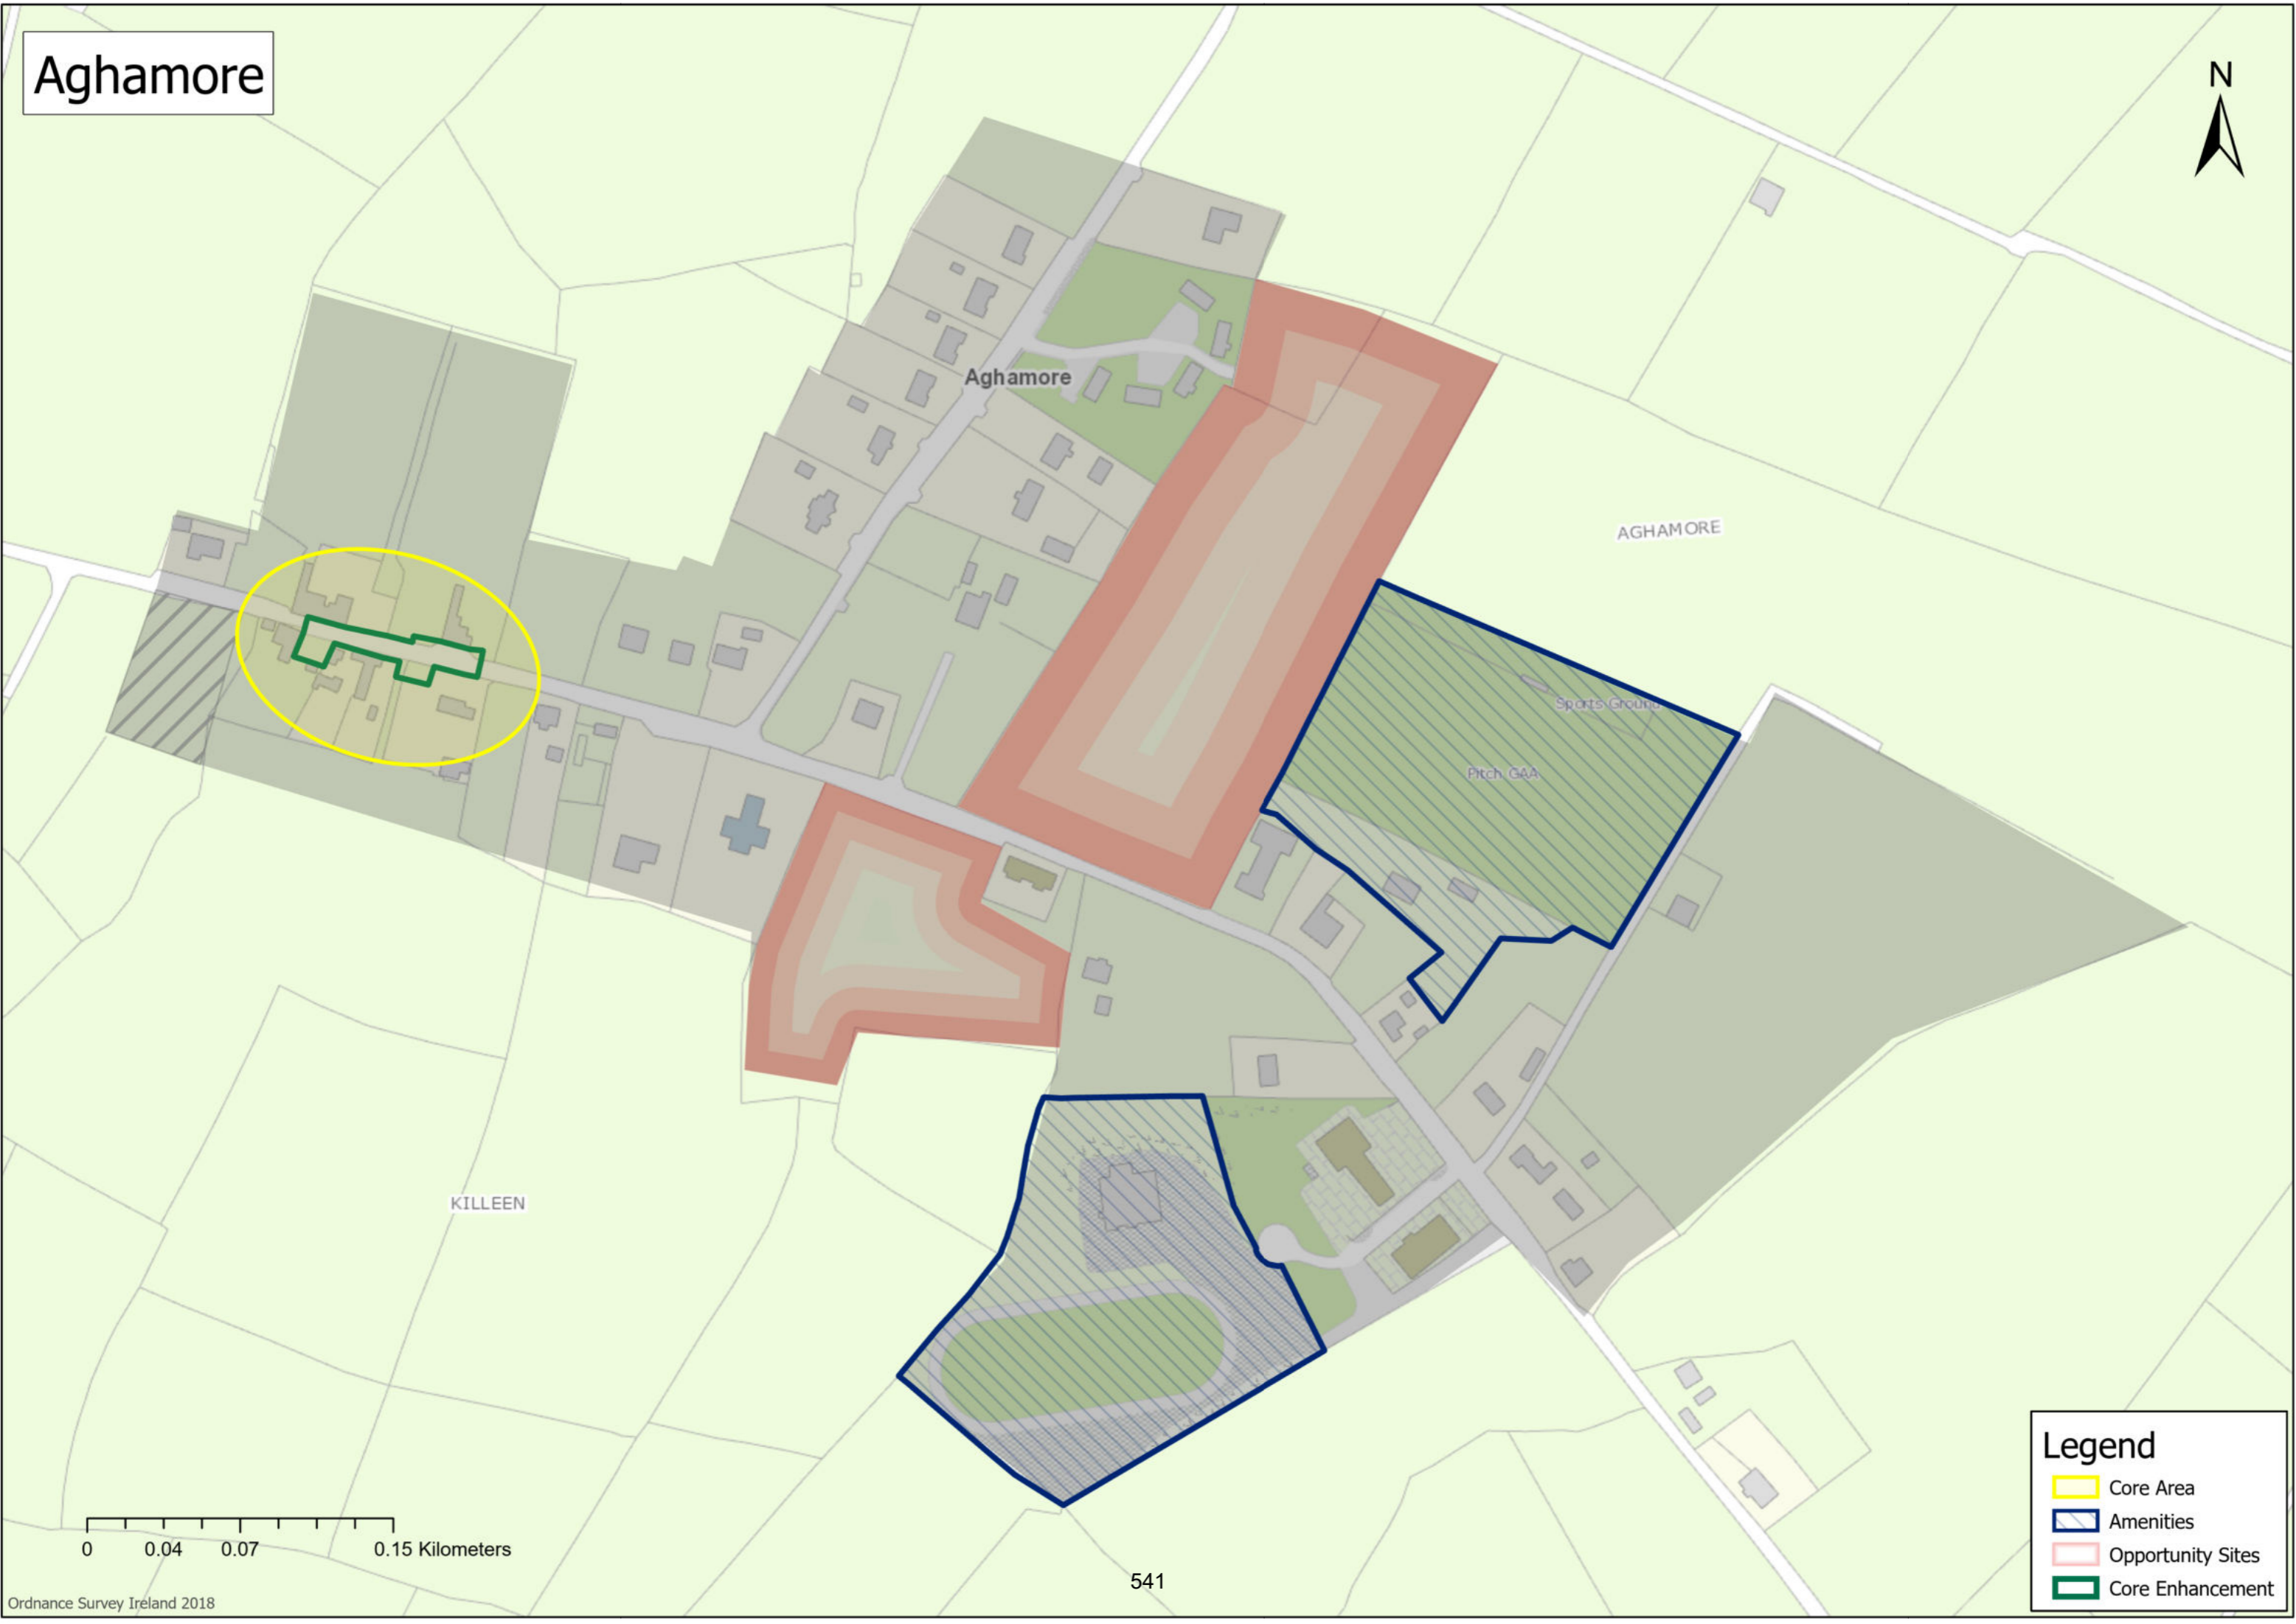 Aghamore
N
Aghamore
AGHAMORE
Sports Ground
Pitch GAA
KILLEEN
Legend
Core Area
Amenities
Opportunity Sites
Core Enhancement
0 0.04 0.07 0.15 Kilometers
541
Ordnance Survey Ireland 2018